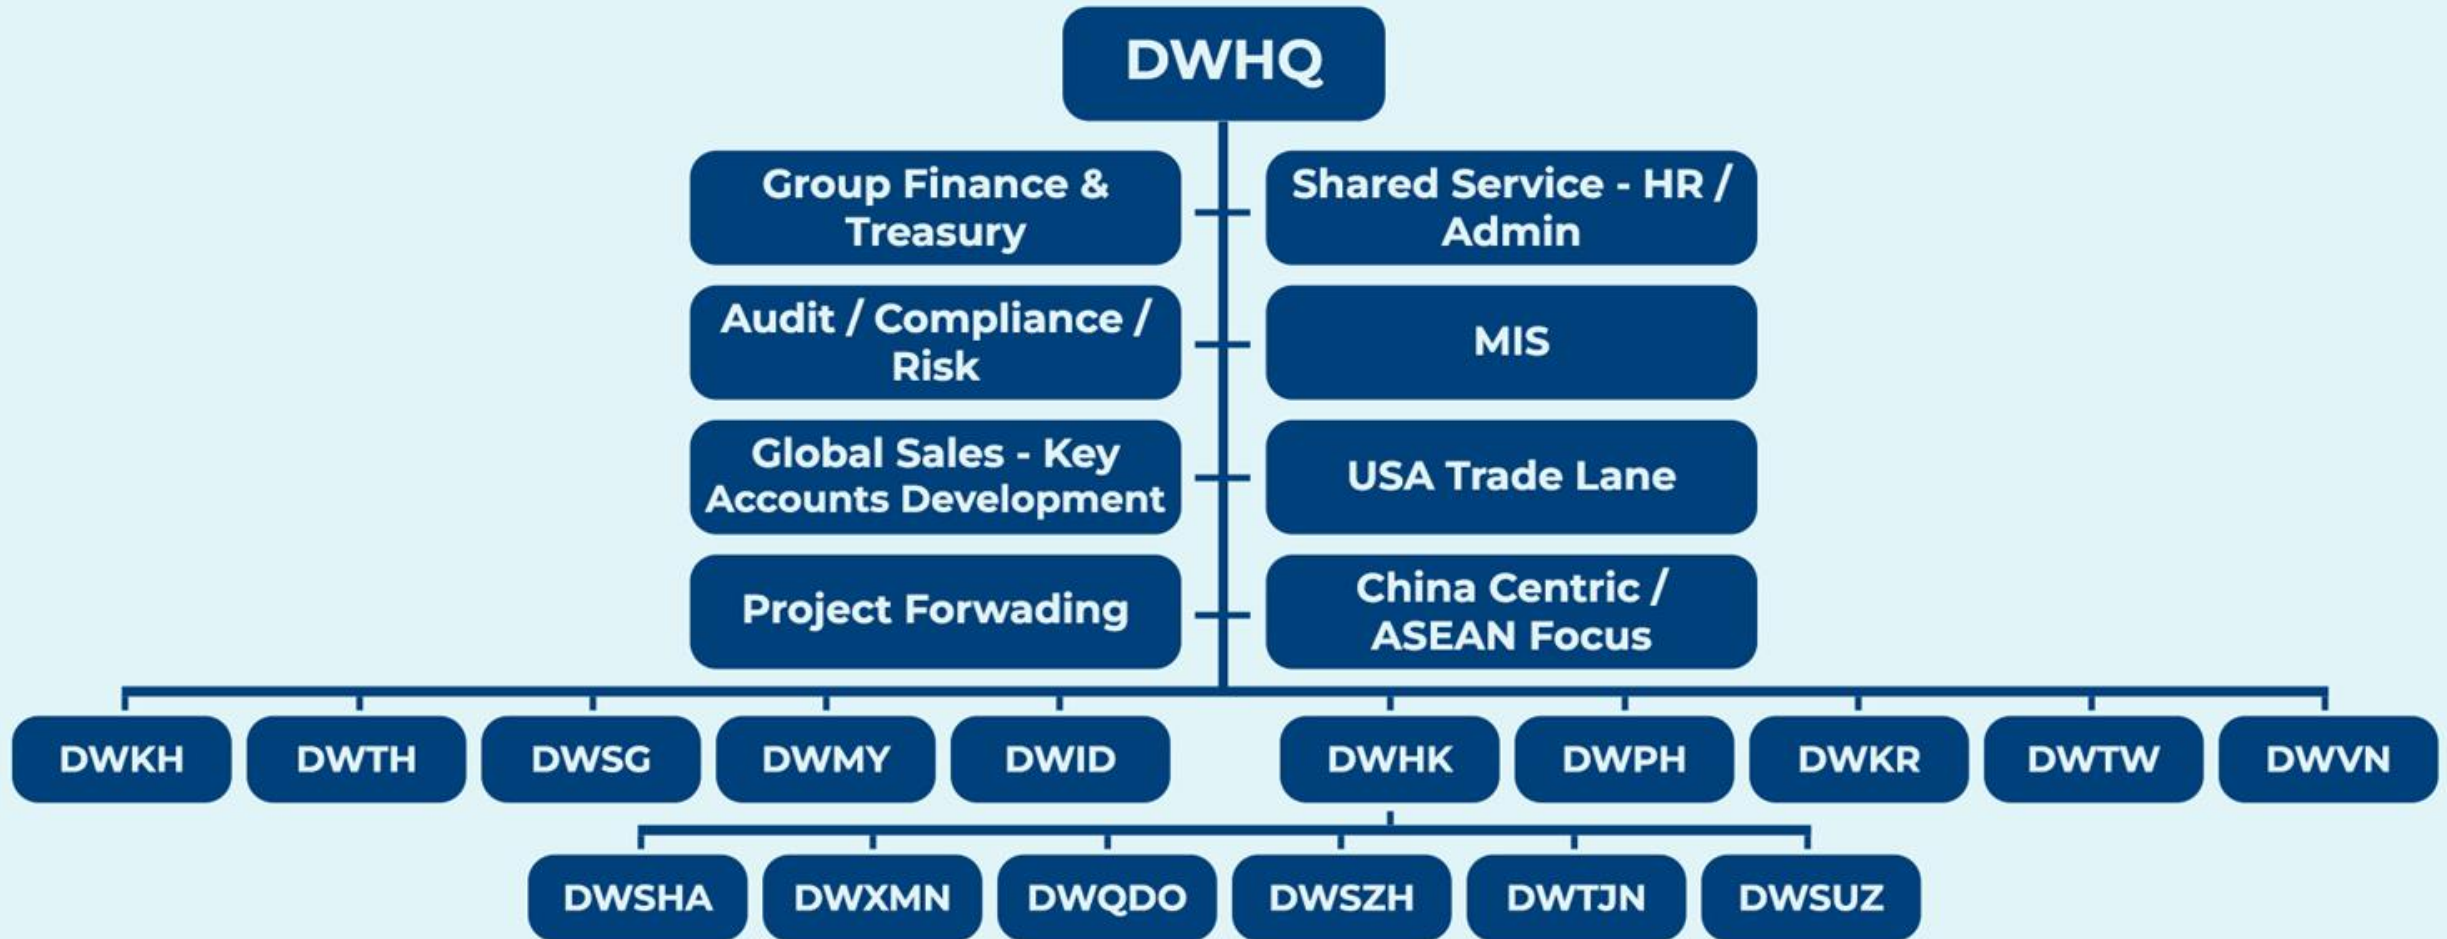 DWHQ
Group Finance &
Treasury
Shared Service - HR /
Admin
Audit / Compliance /
Risk
MIS
Global Sales - Key
Accounts Development
USA Trade Lane
Project Forwading
China Centric /
ASEAN Focus
DWKH
DWTH
DWSG
DWMY
DWID
DWHK
DWPH
DWKR
DWTW
DWVN
DWSHA
DWXMN
DWQDO
DWSZH
DWTJN
DWSUZ